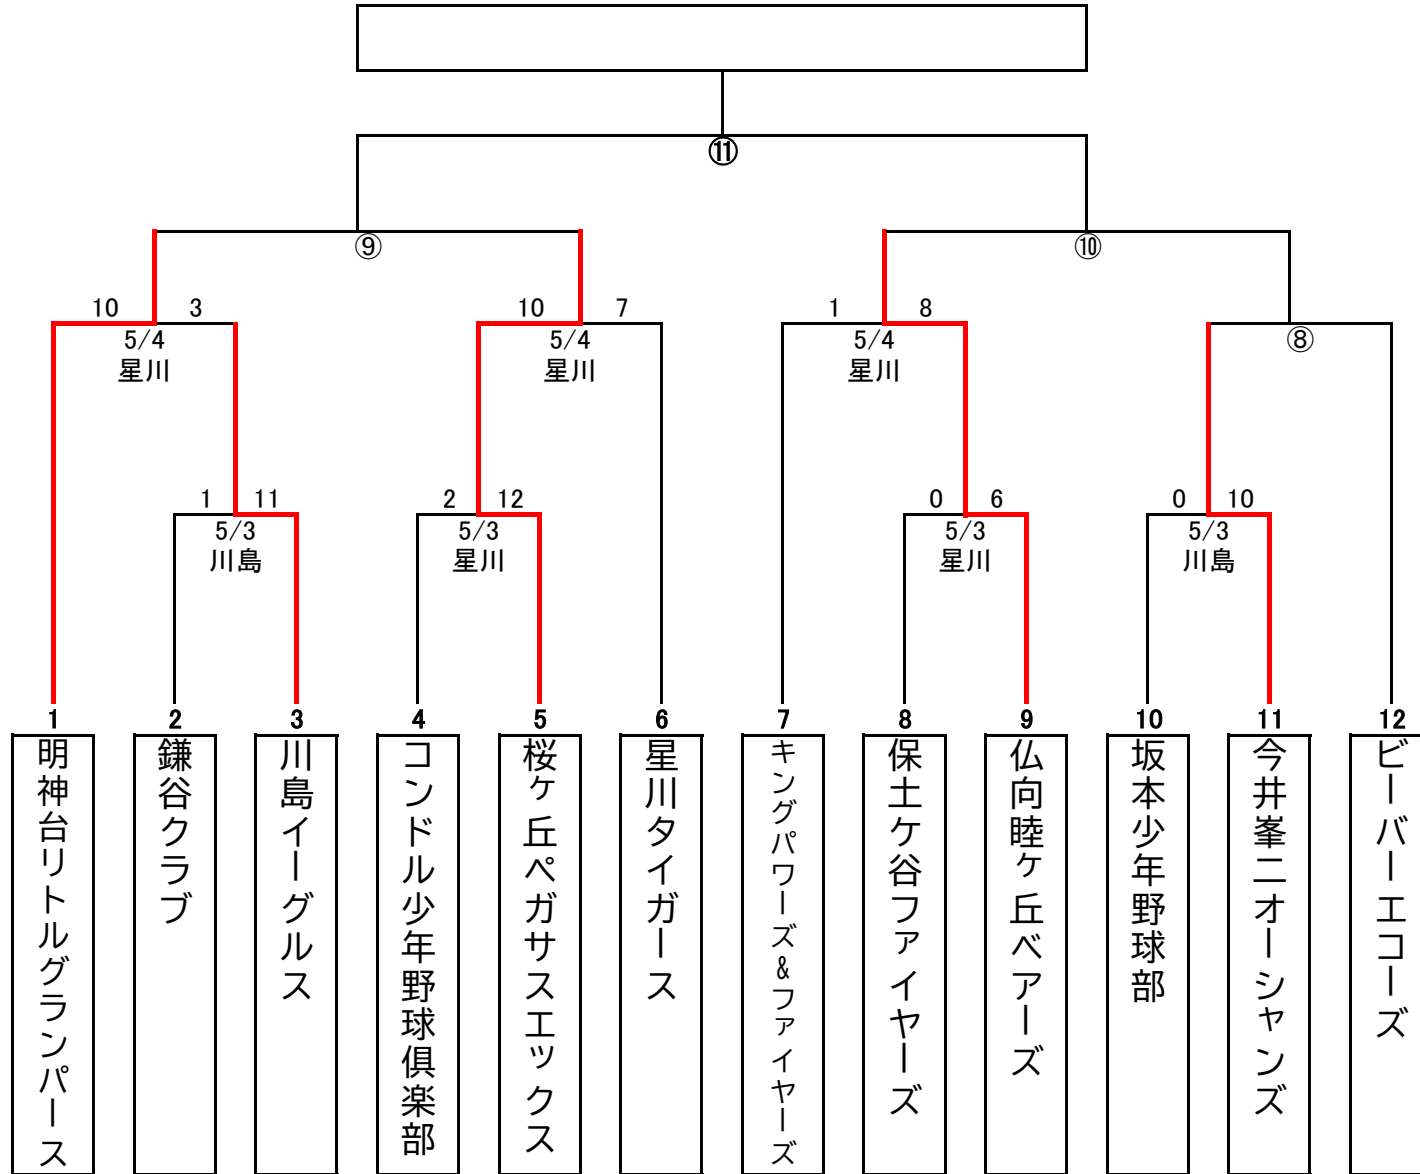 ⑪
⑨
⑩
10 3
10 7
1 8
5/4
星川
5/4
星川
5/4
星川
⑧
1 11
2 12
0 6
0 10
5/3
川島
5/3
星川
5/3
星川
5/3
川島
1
明神台リトルグランパース
2
鎌谷クラブ
3
川島イーグルス
4
コンドル少年野球倶楽部
5
桜ケ丘ペガサスエックス
6
星川タイガース
7
キングパワーズ&ファイヤーズ
8
保土ケ谷ファイヤーズ
9
仏向睦ケ丘ベアーズ
10
坂本少年野球部
11
今井峯二オーシャンズ
12
ビーバーエコーズ